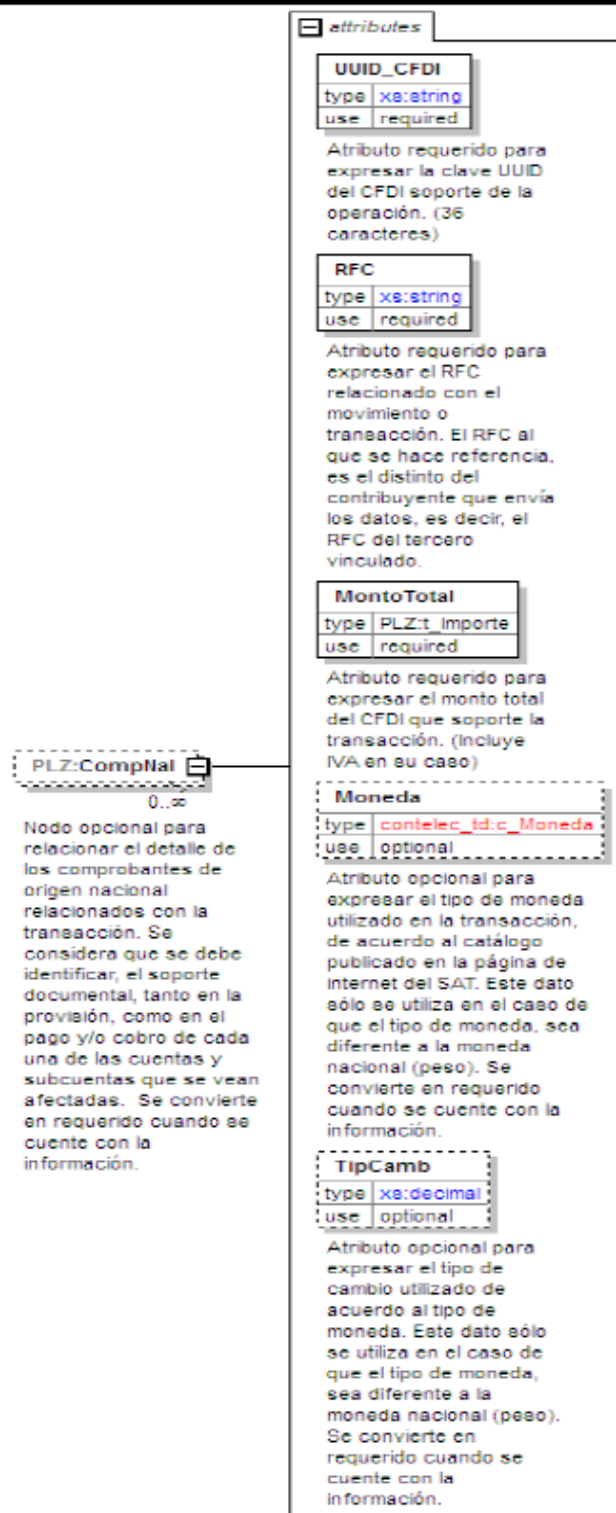 attributes
UUID_CFDI
type xs:string
use required
Atributo requerido para
expresar la clave UUID
del CFDI soporte de la
operación. (36
caracteres)
RFC
type xs:string
use required
Atributo requerido para
expresar el RFC
relacionado con el
movimiento o
transacción. El RFC al
que se hace referencia,
es el distinto del
contribuyente que envía
los datos, es decir, el
RFC del tercero
vinculado.
MontoTotal
type PLZ:t_Importe
use required
Atributo requerido para
expresar el monto total
del CFDI que soporte la
transacción. (Incluye
IVA en su caso)
PLZ:CompNal
0..∞
Nodo opcional para
relacionar el detalle de
los comprobantes de
origen nacional
relacionados con la
transacción. Se
considera que se debe
identificar, el soporte
documental, tanto en la
provisión, como en el
pago y/o cobro de cada
una de las cuentas y
subcuentas que se vean
afectadas. Se convierte
en requerido cuando se
cuente con la
información.
Moneda
type contelec_td:c_Moneda
use optional
Atributo opcional para
expresar el tipo de moneda
utilizado en la transacción,
de acuerdo al catálogo
publicado en la página de
internet del SAT. Este dato
sólo se utiliza en el caso de
que el tipo de moneda, sea
diferente a la moneda
nacional (peso). Se
convierte en requerido
cuando se cuente con la
información.
TipCamb
type xs:decimal
use optional
Atributo opcional para
expresar el tipo de
cambio utilizado de
acuerdo al tipo de
moneda. Este dato sólo
se utiliza en el caso de
que el tipo de moneda,
sea diferente a la
moneda nacional (peso).
Se convierte en
requerido cuando se
cuente con la
información.